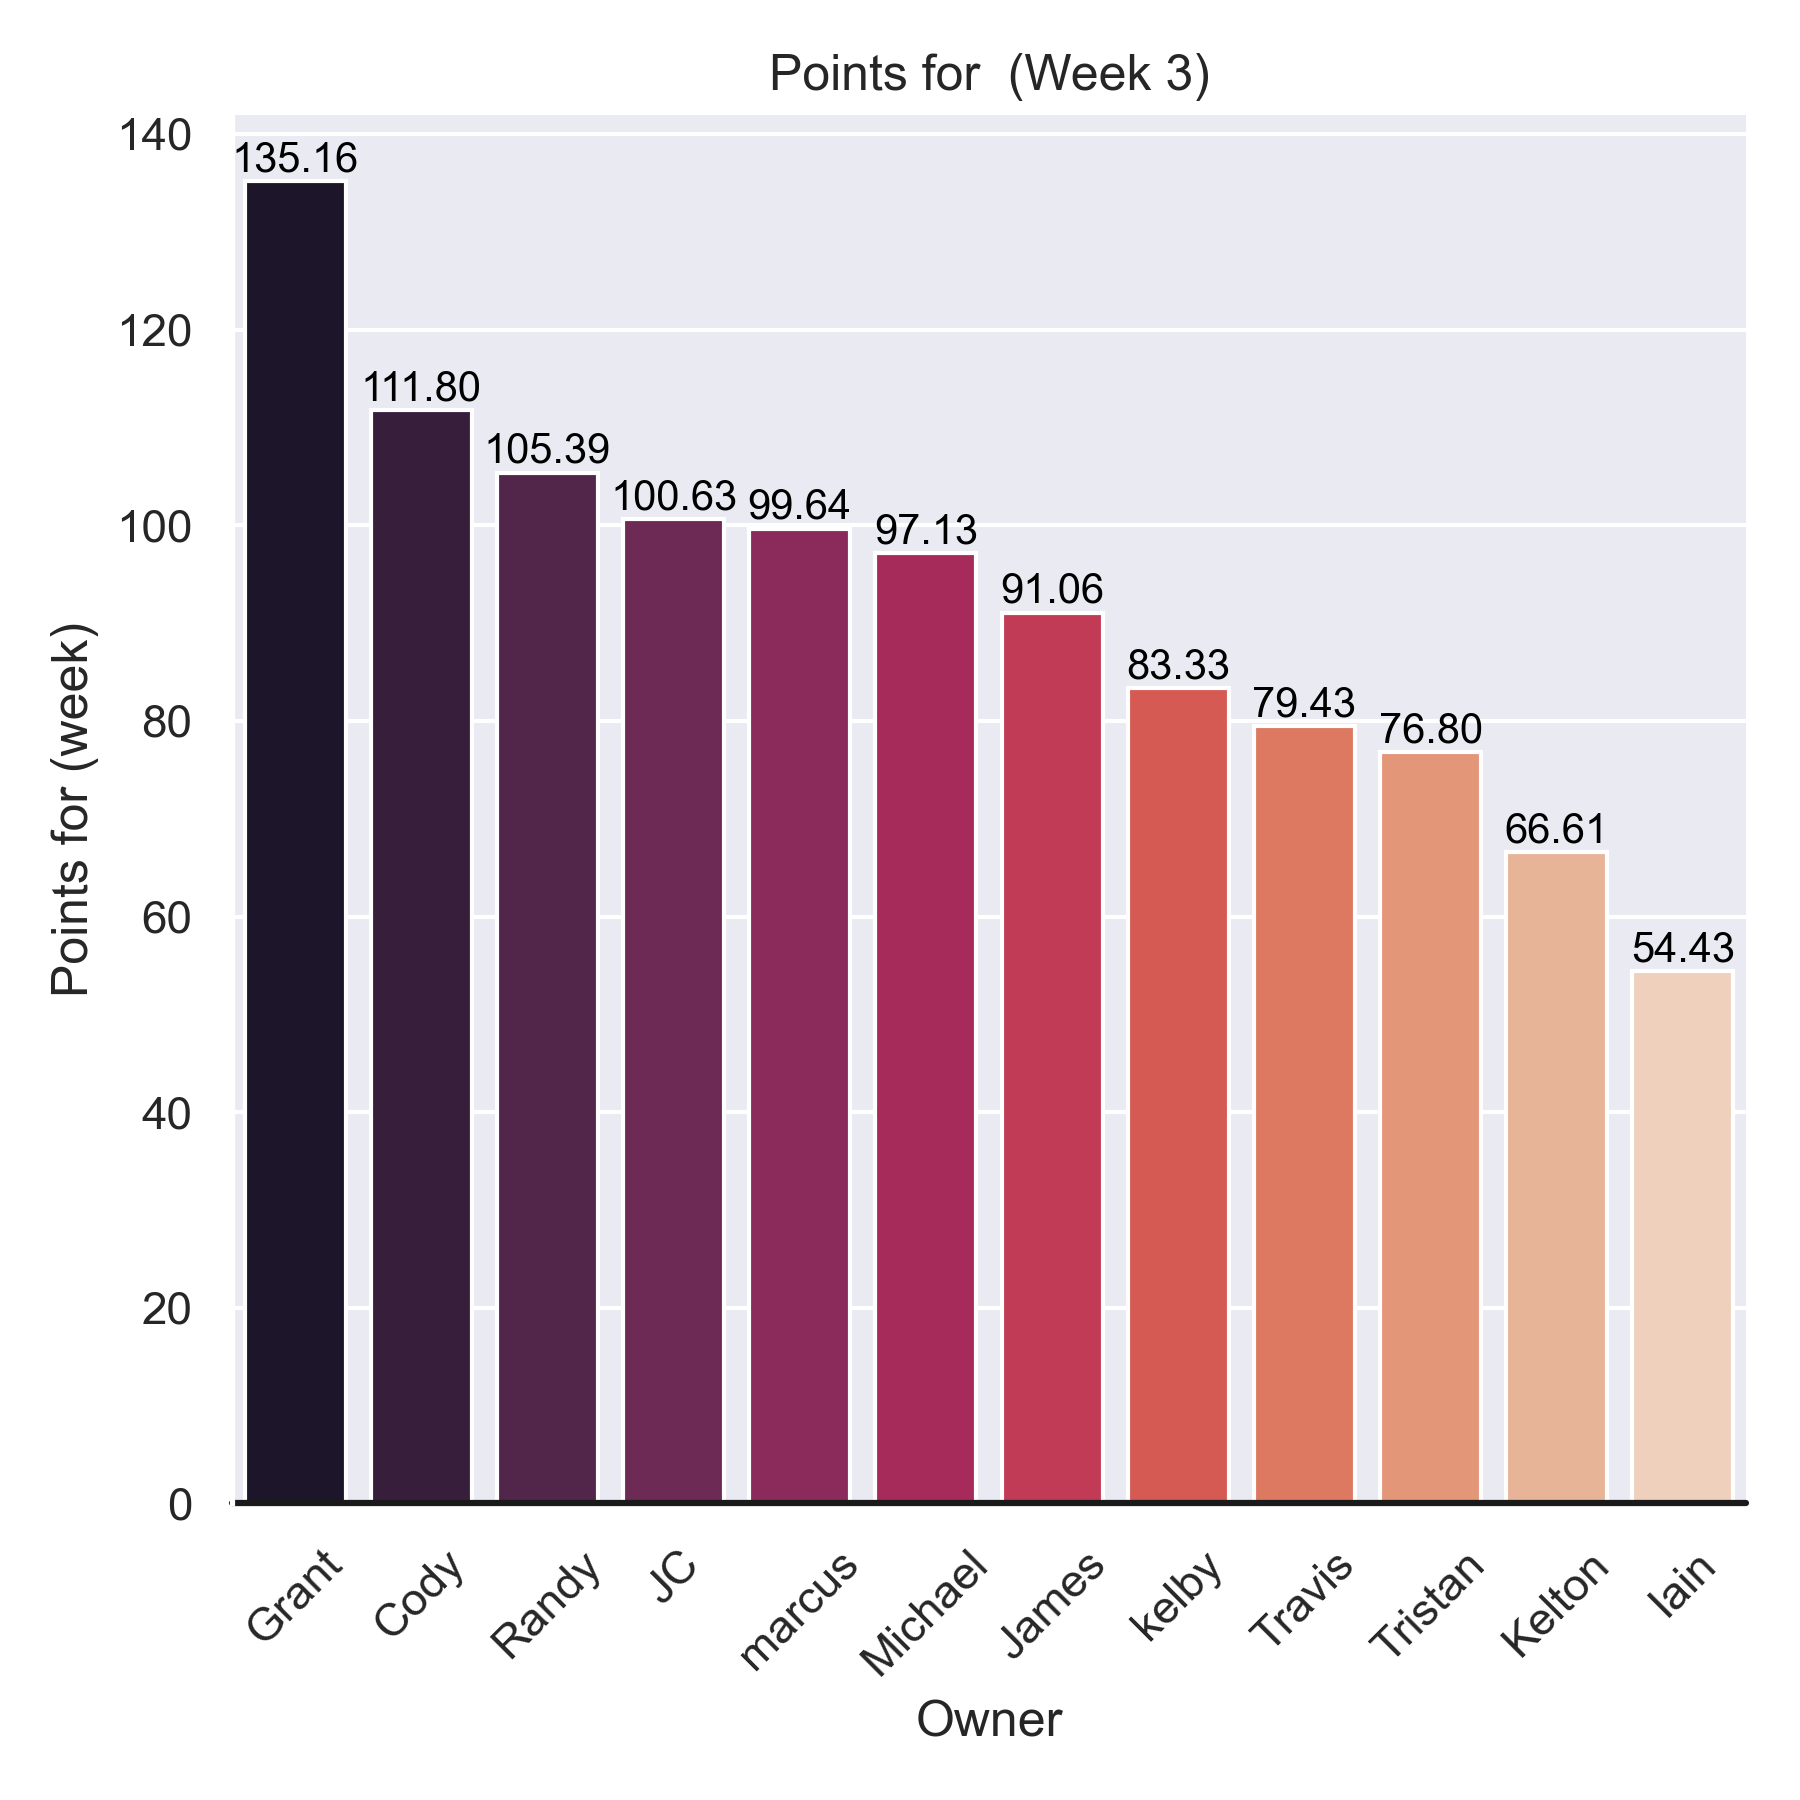 Points for  (Week 3)
Points for (week)
140
120
100
80
60
40
20
0
135.16
111.80
105.39
100.63
99.64
97.13
91.06
83.33
79.43
76.80
66.61
54.43
Grant
Cody
Randy
JC
marcus
Michael
James
kelby
Travis
Tristan
Kelton
Iain
Owner